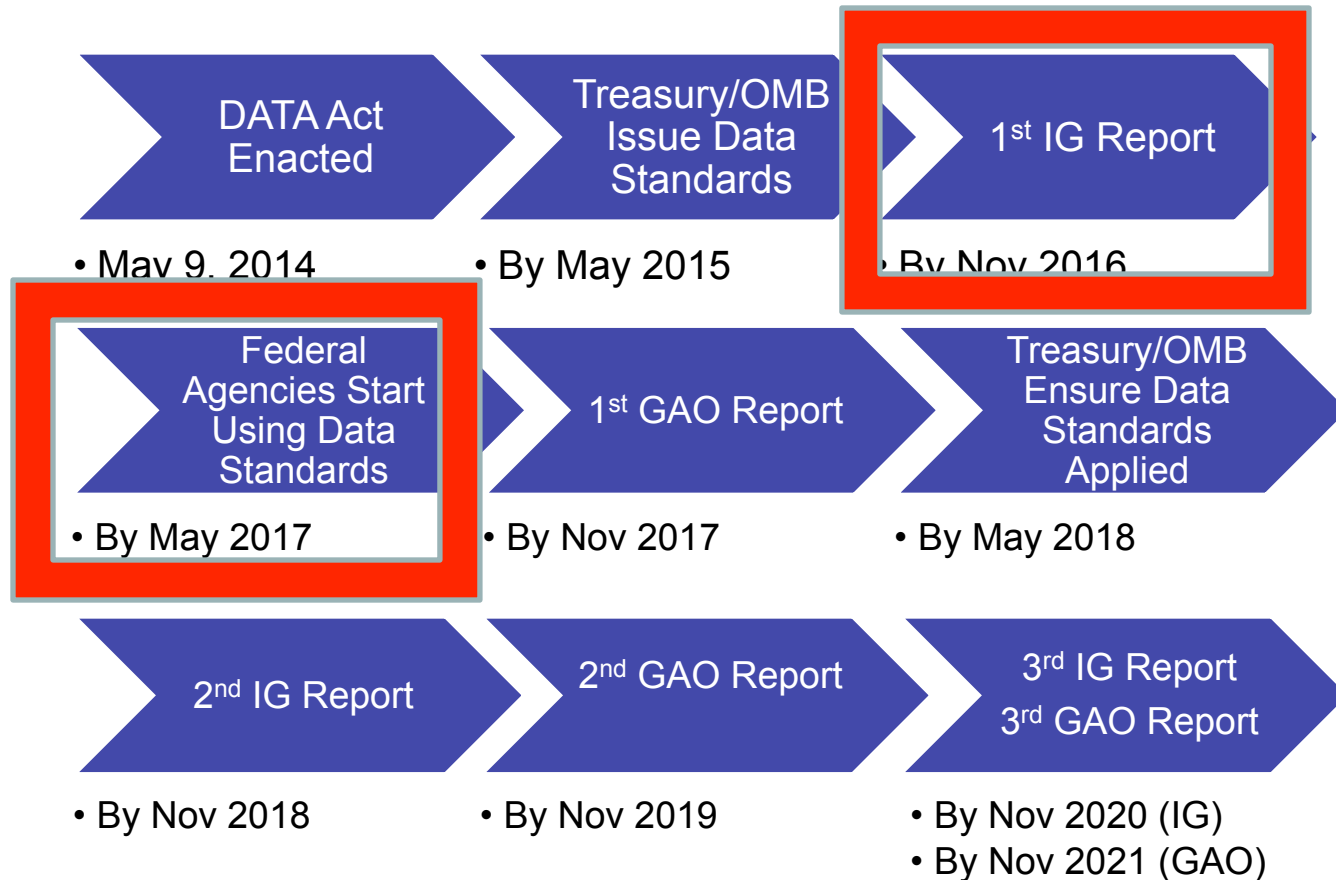 DATA Act
Enacted
• May 9, 2014
Treasury/OMB
Issue Data
Standards
• By May 2015
1st IG Report
• By Nov 2016
Federal
Agencies Start
Using Data
Standards
• By May 2017
1st GAO Report
• By Nov 2017
Treasury/OMB
Ensure Data
Standards
Applied
• By May 2018
2nd IG Report
• By Nov 2018
2nd GAO Report
• By Nov 2019
3rd IG Report
3rd GAO Report
• By Nov 2020 (IG)
• By Nov 2021 (GAO)